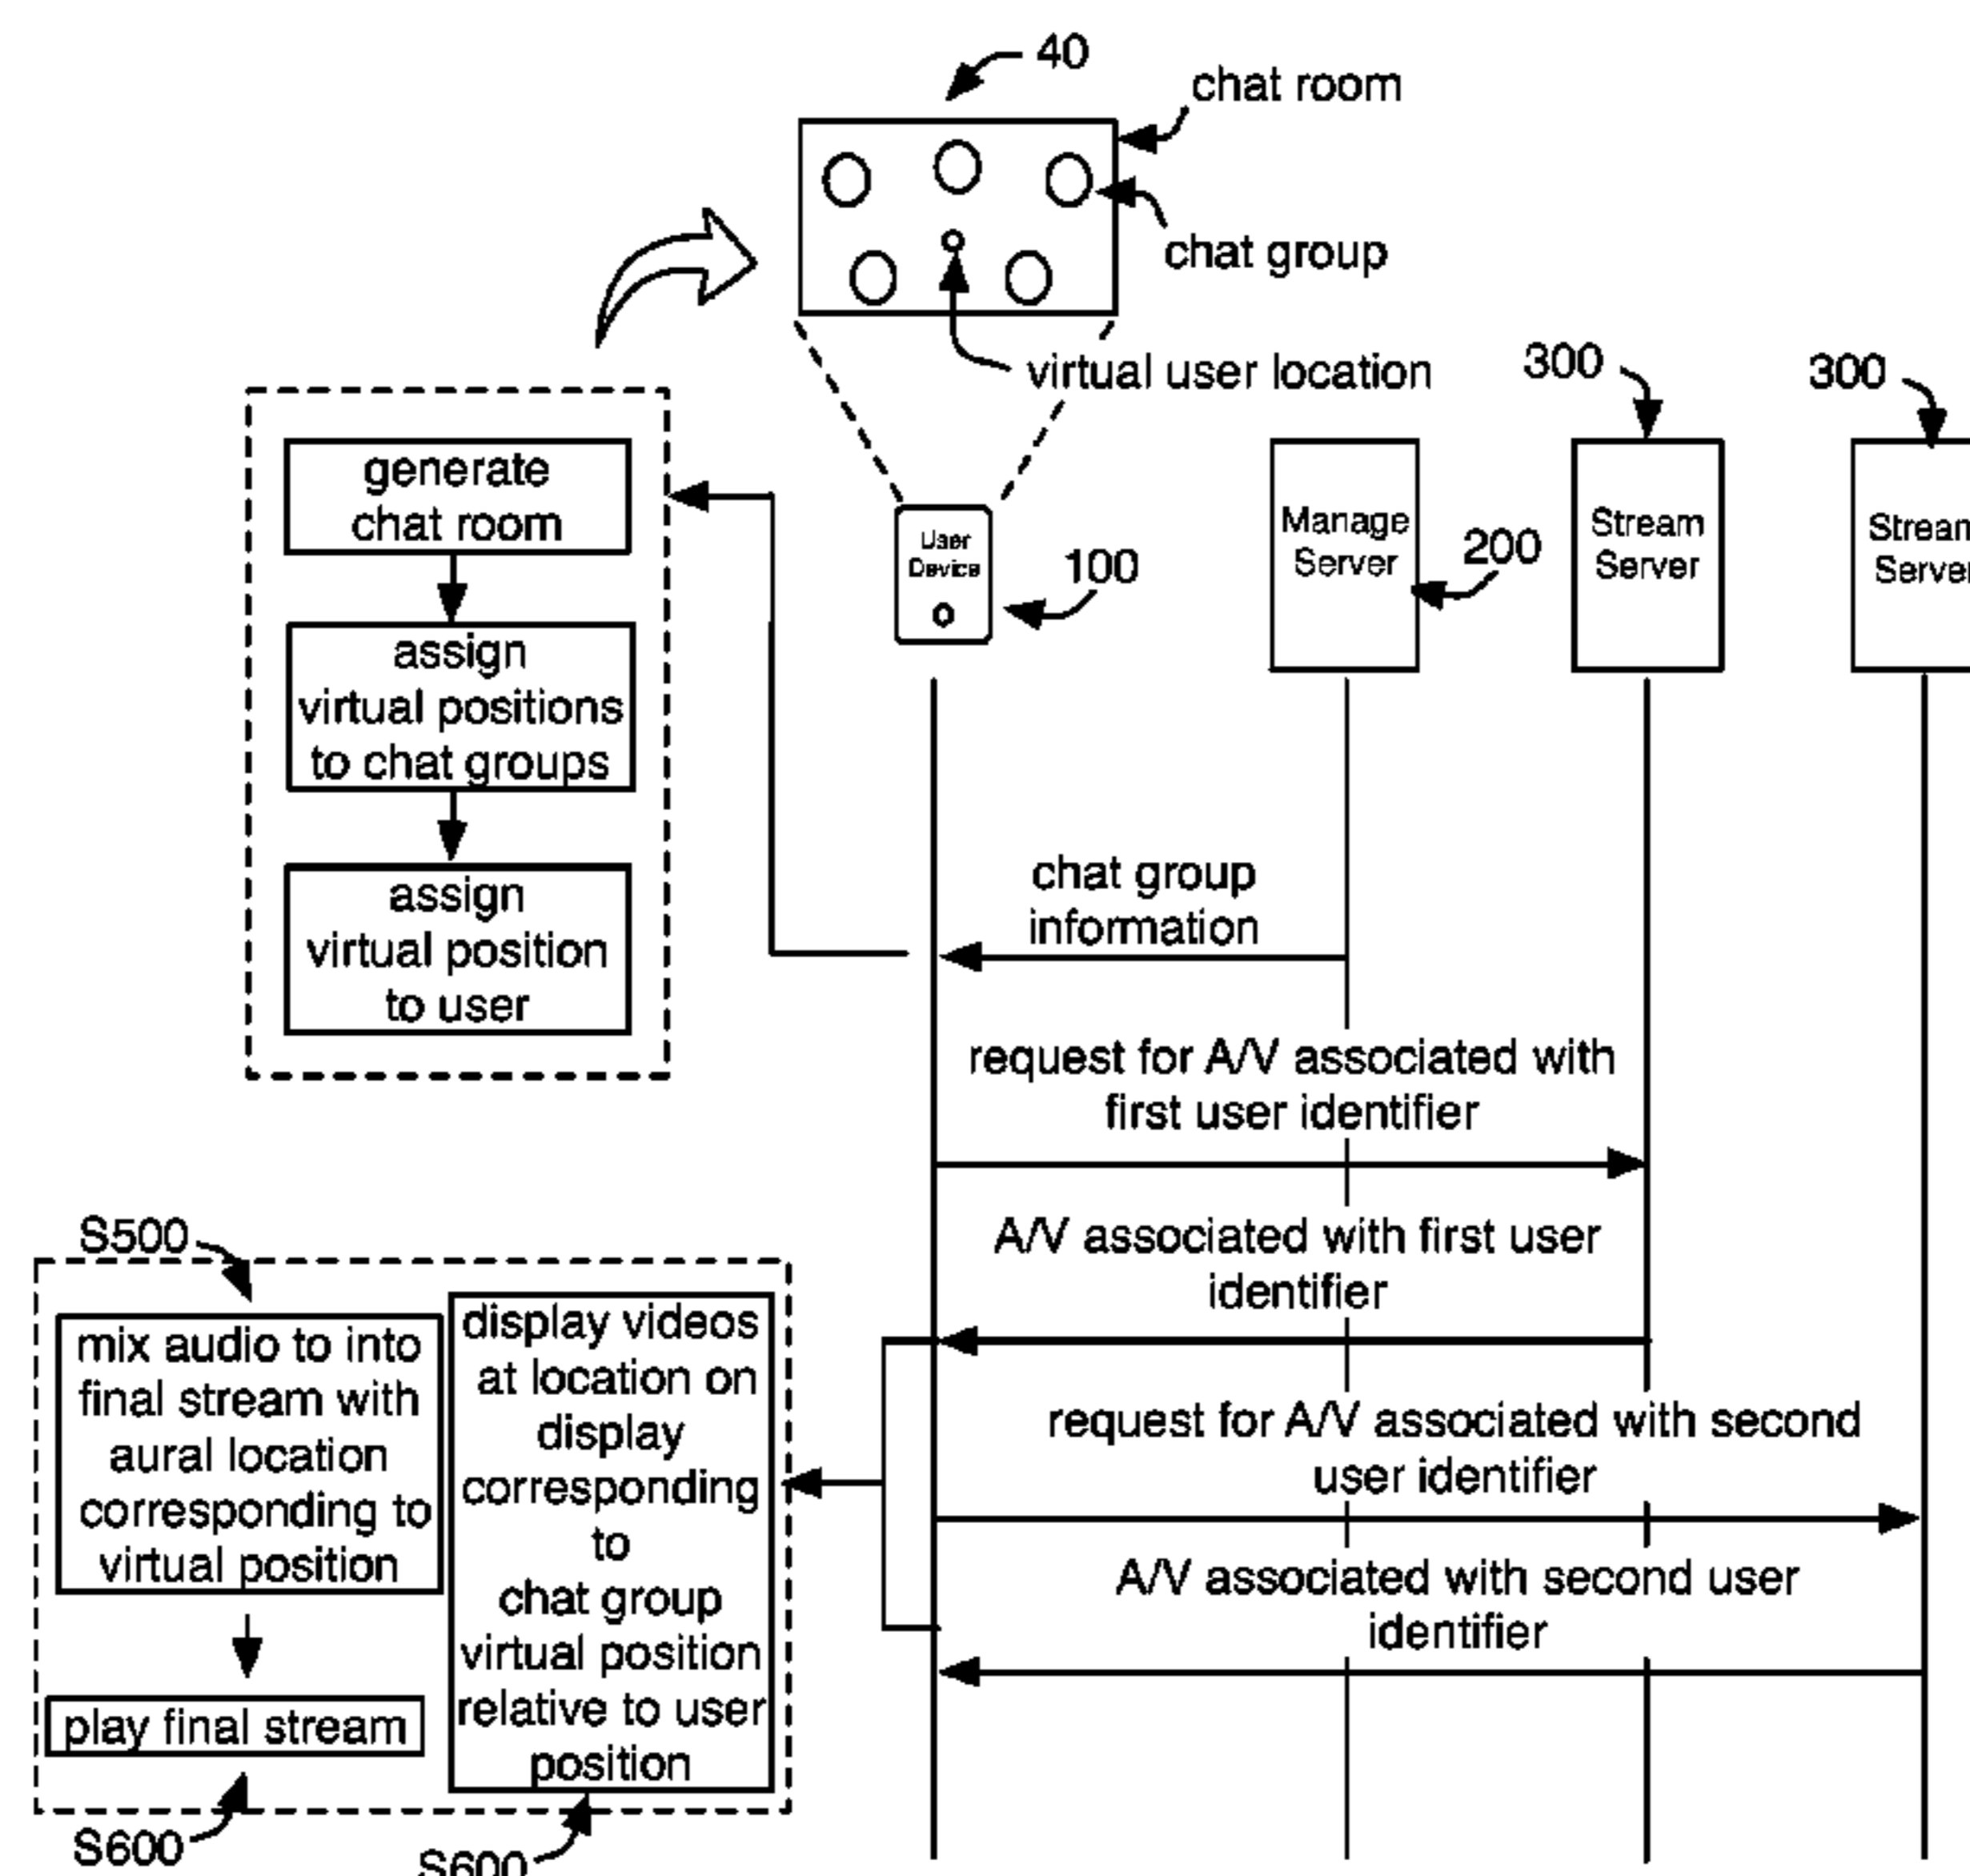 40
chat room
chat group
virtual user location
300
300
generate
chat room
User
Device
100
Manage
Server
200
Stream
Server
Stream
Server
assign
virtual positions
to chat groups
assign
virtual position
to user
chat group
information
request for A/V associated with
first user identifier
A/V associated with first user
identifier
S500
mix audio to into
final stream with
aural location
corresponding to
virtual position
display videos
at location on
display
corresponding
to
chat group
virtual position
relative to user
position
request for A/V associated with second
user identifier
A/V associated with second user
identifier
play final stream
S600
S600